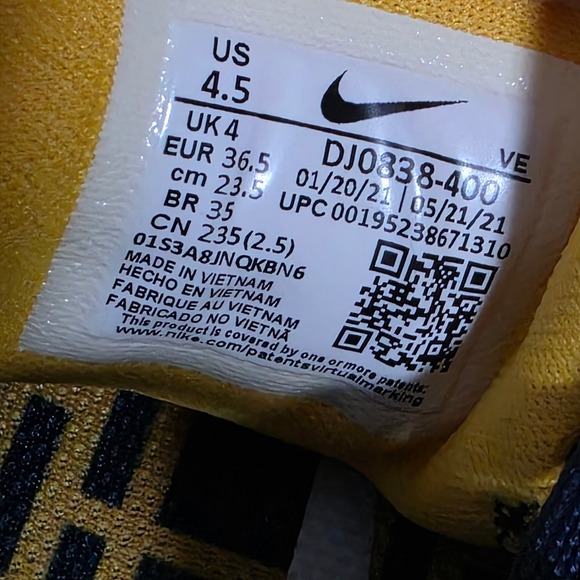 US
4.5
UK 4
EUR 36.5
cm 23.5
BR 35
CN 235(2.5)
01S3A8JNQKBN6
MADE IN VIETNAM
HECHO EN VIETNAM
FABRIQUE AU VIETNAM
FABRICADO NO VIETNÃ
This product is covered by one or more patents:
www.nike.com/patentsvirtualmarking
VE
DJ0838-400
01/20/21 | 05/21/21
UPC 00195238671310